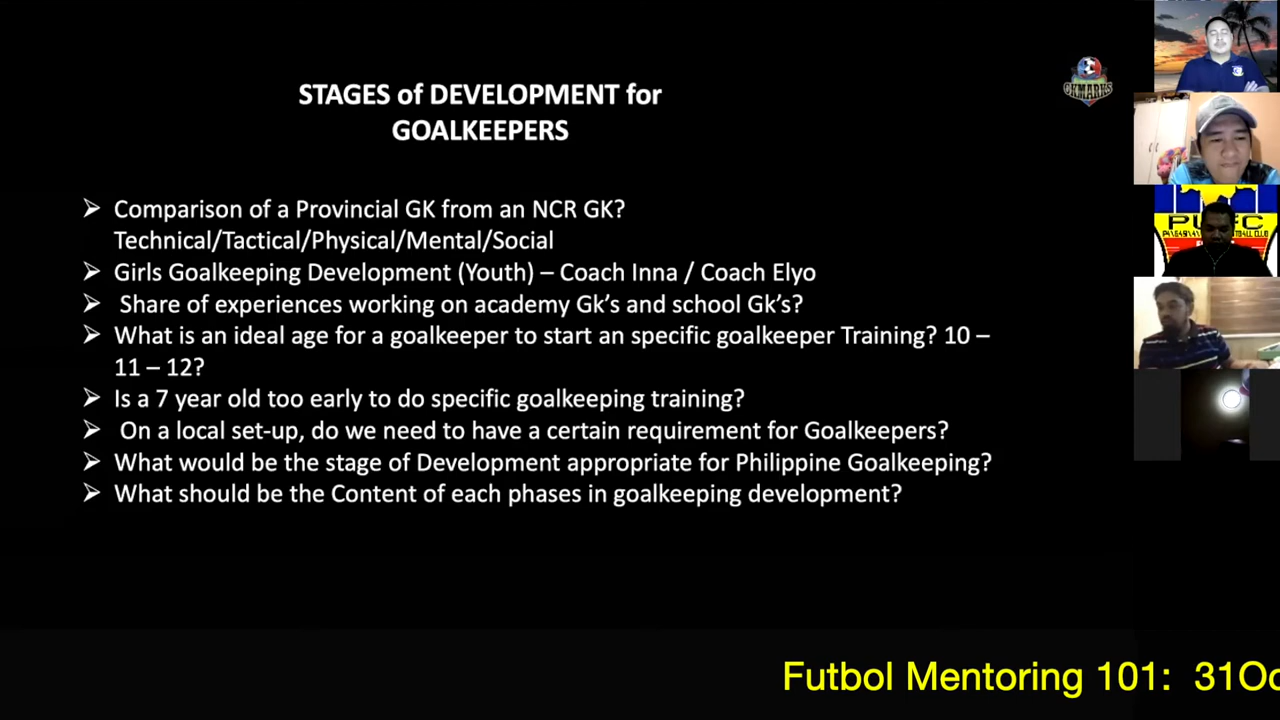 STAGES of DEVELOPMENT for
GOALKEEPERS
GKMARKS
➢ Comparison of a Provincial GK from an NCR GK?
Technical/Tactical/Physical/Mental/Social
➢ Girls Goalkeeping Development (Youth) – Coach Inna / Coach Elyo
➢ Share of experiences working on academy Gk’s and school Gk’s?
➢ What is an ideal age for a goalkeeper to start an specific goalkeeper Training? 10 –
11 – 12?
➢ Is a 7 year old too early to do specific goalkeeping training?
➢ On a local set-up, do we need to have a certain requirement for Goalkeepers?
➢ What would be the stage of Development appropriate for Philippine Goalkeeping?
➢ What should be the Content of each phases in goalkeeping development?
Futbol Mentoring 101: 31Oc